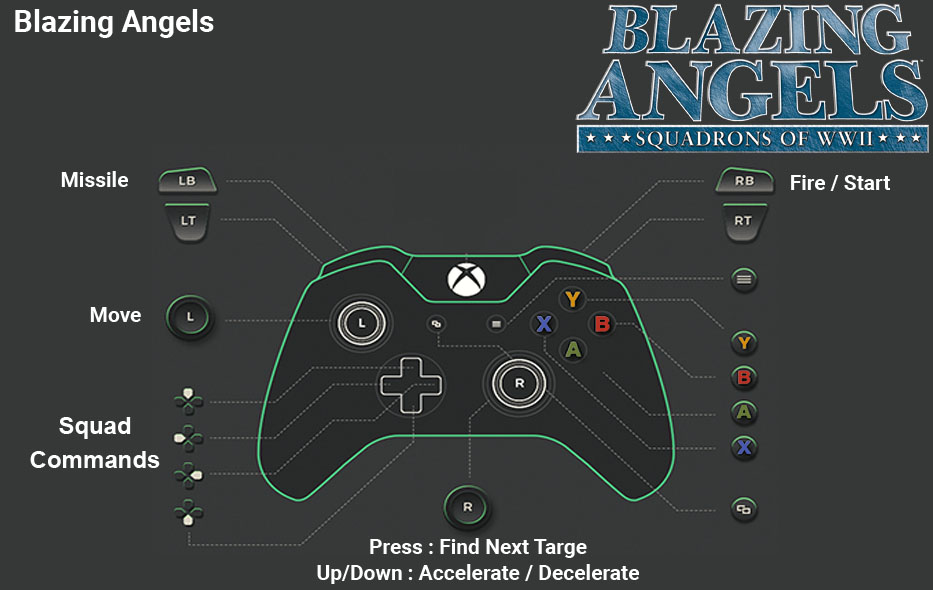 Blazing Angels
BLAZING
ANGELS
SQUADRONS OF WWII
Missile
LB
RB
Fire / Start
LT
RT
Move
L
L
Y
X
B
A
Y
R
B
A
X
Squad
Commands
R
Press : Find Next Targe
Up/Down : Accelerate / Decelerate